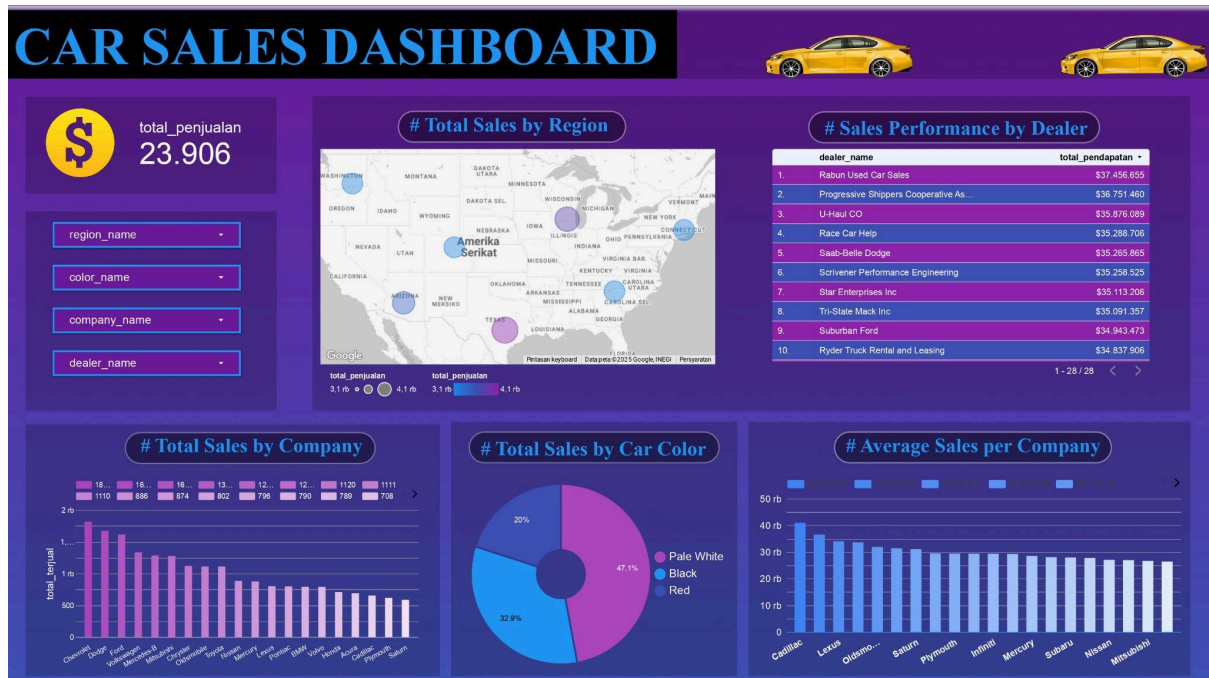 CAR SALES DASHBOARD
$
total_penjualan
23.906
region_name
color_name
company_name
dealer_name
# Total Sales by Region
WASHINGTON
MONTANA
DAKOTA
UTARA
MINNESOTA
OREGON
IDAHO
WYOMING
DAKOTA SEL.
WISCONSIN
MICHIGAN
VERMONT
MAIN
NEW YORK
CONNECTICUT
NEBRASKA
IOWA
ILLINOIS
OHIO
PENNSYLVANIA
INDIANA
NEVADA
UTAH
Amerika
Serikat
MISSOURI
VIRGINIA BAR.
KENTUCKY
VIRGINIA
CALIFORNIA
OKLAHOMA
TENNESSEE
CAROLINA
UTARA
ARIZONA
NEW
MEKSIKO
ARKANSAS
MISSISSIPPI
CAROLINA SEL.
ALABAMA
GEORGIA
TEXAS
LOUISIANA
FLORIDA
Google
Pintasan keyboard
Data peta ©2025 Google, INEGI
Persyaratan
total_penjualan
3,1 rb
4,1 rb
total_penjualan
3,1 rb
4,1 rb
# Sales Performance by Dealer
dealer_name total_pendapatan
1. Rabun Used Car Sales $37.456.655
2. Progressive Shippers Cooperative As... $36.751.460
3. U-Haul CO $35.876.089
4. Race Car Help $35.288.706
5. Saab-Belle Dodge $35.265.865
6. Scrivener Performance Engineering $35.258.525
7. Star Enterprises Inc $35.113.206
8. Tri-State Mack Inc $35.091.357
9. Suburban Ford $34.943.473
10. Ryder Truck Rental and Leasing $34.837.906
1 - 28 / 28
# Total Sales by Company
18... 16... 16... 13... 12... 12... 1120 1111
1110 886 874 802 796 790 789 708
2 rb
1,...
1 rb
500
0
total_terjual
Chevrolet
Dodge
Ford
Volkswagen
Mercedes-B
Mitsubishi
Chrysler
Oldsmobile
Toyota
Nissan
Mercury
Lexus
Pontiac
BMW
Volvo
Honda
Acura
Cadillac
Plymouth
Saturn
# Total Sales by Car Color
20%
47.1%
32.9%
Pale White
Black
Red
# Average Sales per Company
50 rb
40 rb
30 rb
20 rb
10 rb
0
Cadillac
Lexus
Oldsmo...
Saturn
Plymouth
Infiniti
Mercury
Subaru
Nissan
Mitsubishi